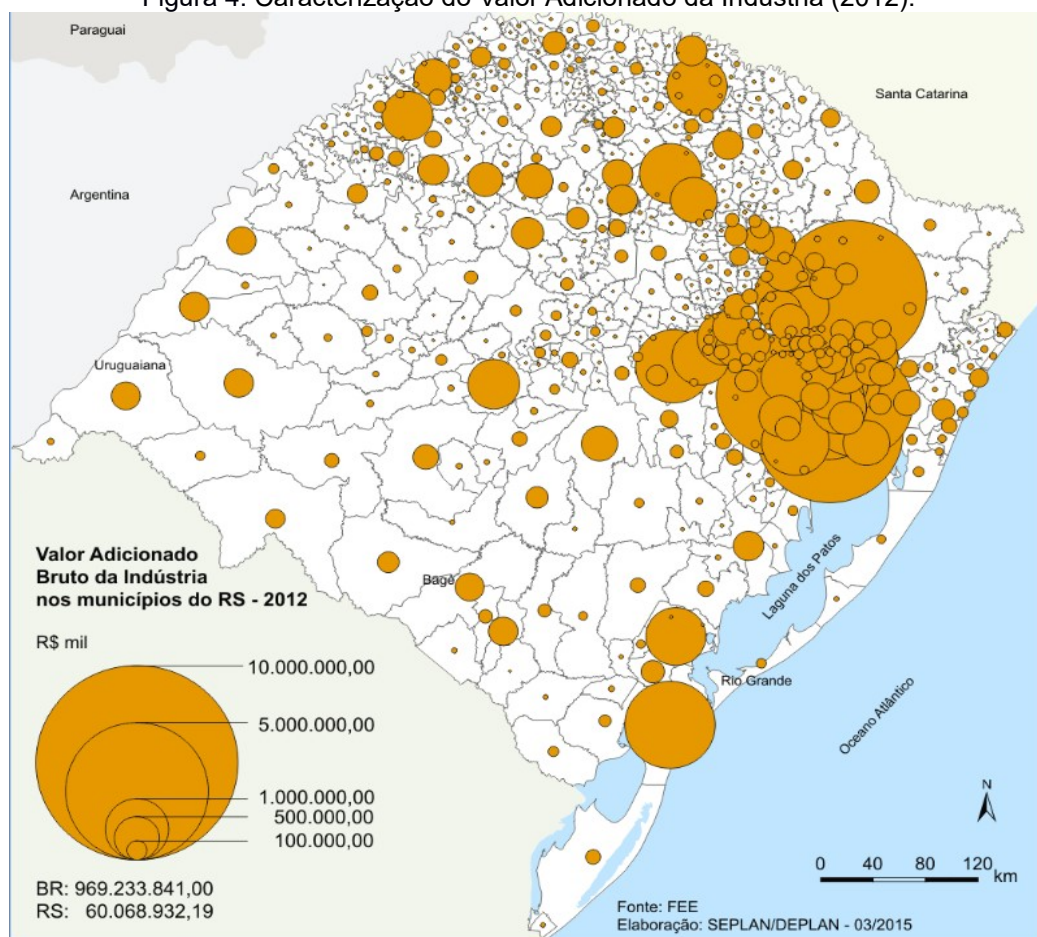 Figura 4: Caracterização do Valor Adicionado da Indústria (2012).
Paraguai
Santa Catarina
Argentina
Uruguaiana
Bagé
Laguna dos Patos
Rio Grande
Oceano Atlântico
Valor Adicionado
Bruto da Indústria
nos municípios do RS - 2012
R$ mil
10.000.000,00
5.000.000,00
1.000.000,00
500.000,00
100.000,00
BR: 969.233.841,00
RS: 60.068.932,19
N
0 40 80 120
km
Fonte: FEE
Elaboração: SEPLAN/DEPLAN - 03/2015